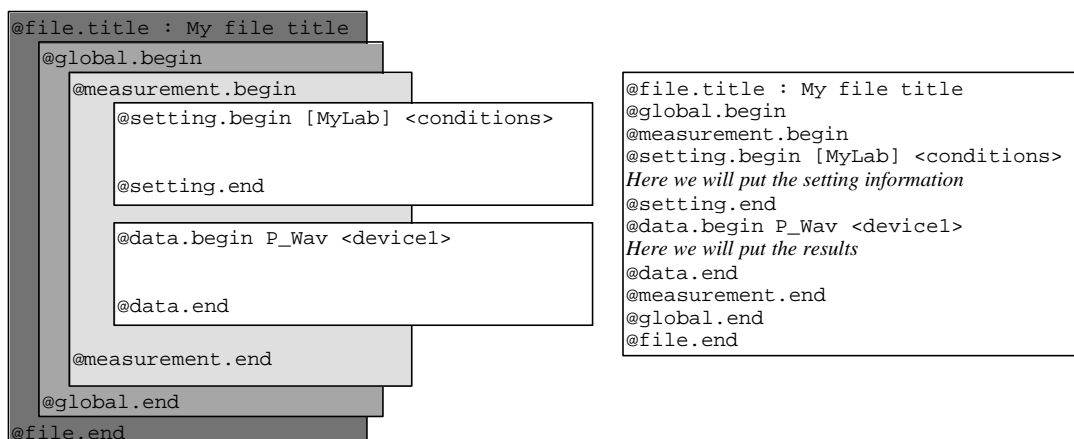 @file.title : My file title
@global.begin
@measurement.begin
@setting.begin [MyLab] <conditions>
@setting.end
@data.begin P_Wav <device1>
@data.end
@measurement.end
@global.end
@file.end
@file.title : My file title
@global.begin
@measurement.begin
@setting.begin [MyLab] <conditions>
Here we will put the setting information
@setting.end
@data.begin P_Wav <device1>
Here we will put the results
@data.end
@measurement.end
@global.end
@file.end